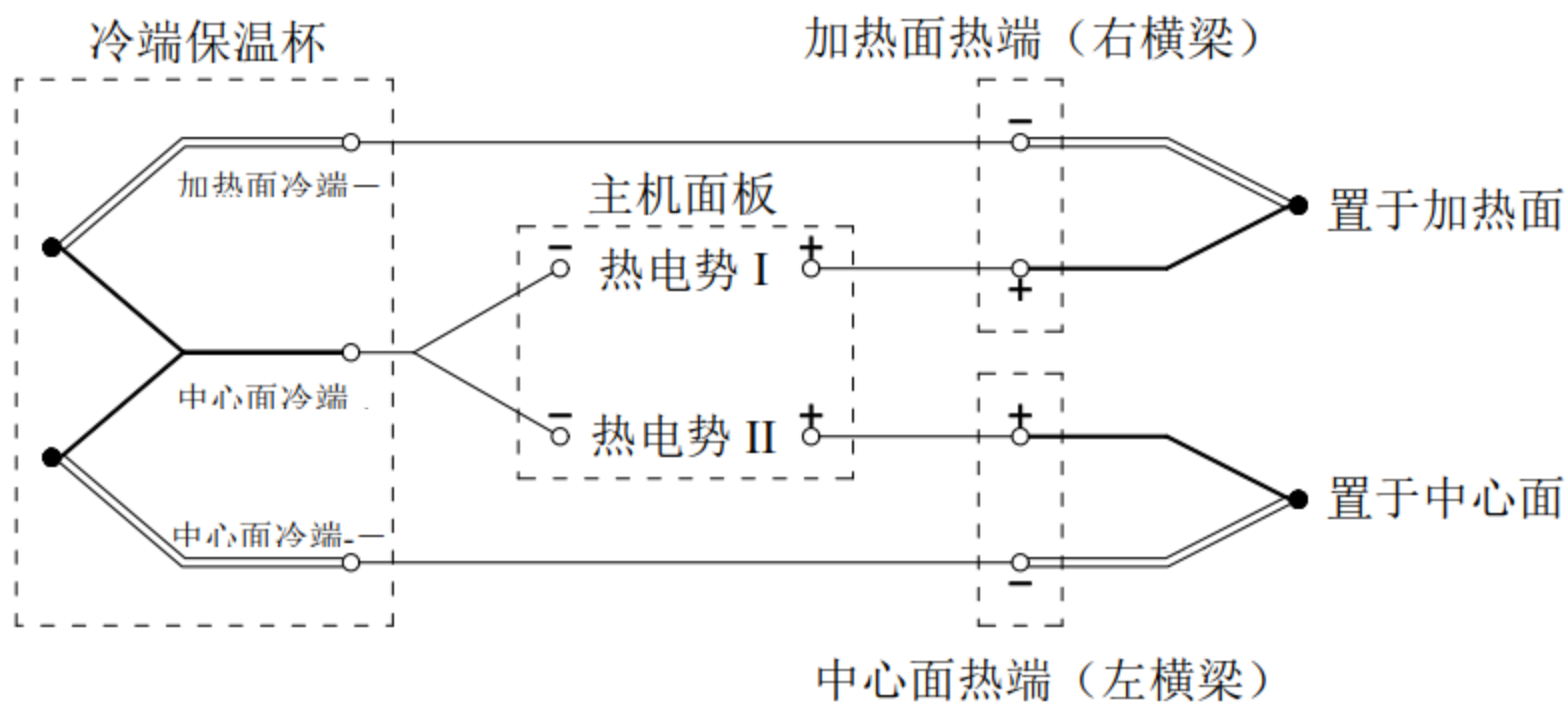 冷端保温杯
加热面热端（右横梁）
－
加热面冷端－
主机面板
置于加热面
－ 热电势 I ＋
＋
中心面冷端
－ 热电势 II ＋
＋
置于中心面
中心面冷端-－
－
中心面热端（左横梁）